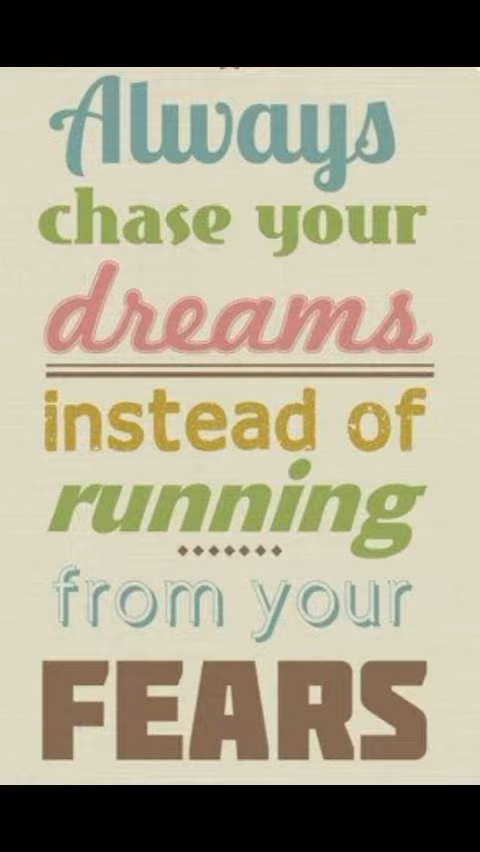 Always
chase your
dreams
instead of
running
from your
FEARS